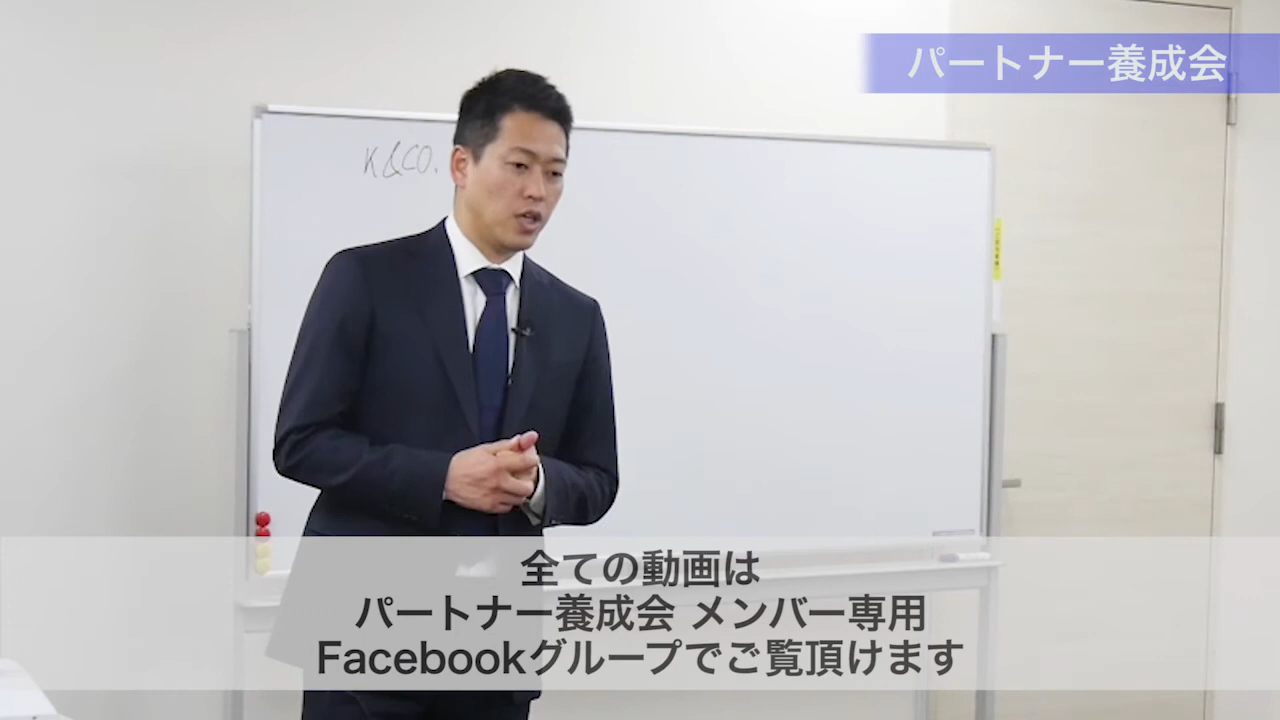 パートナー養成会
K&CO.
全ての動画は
パートナー養成会 メンバー専用
Facebookグループでご覧頂けます